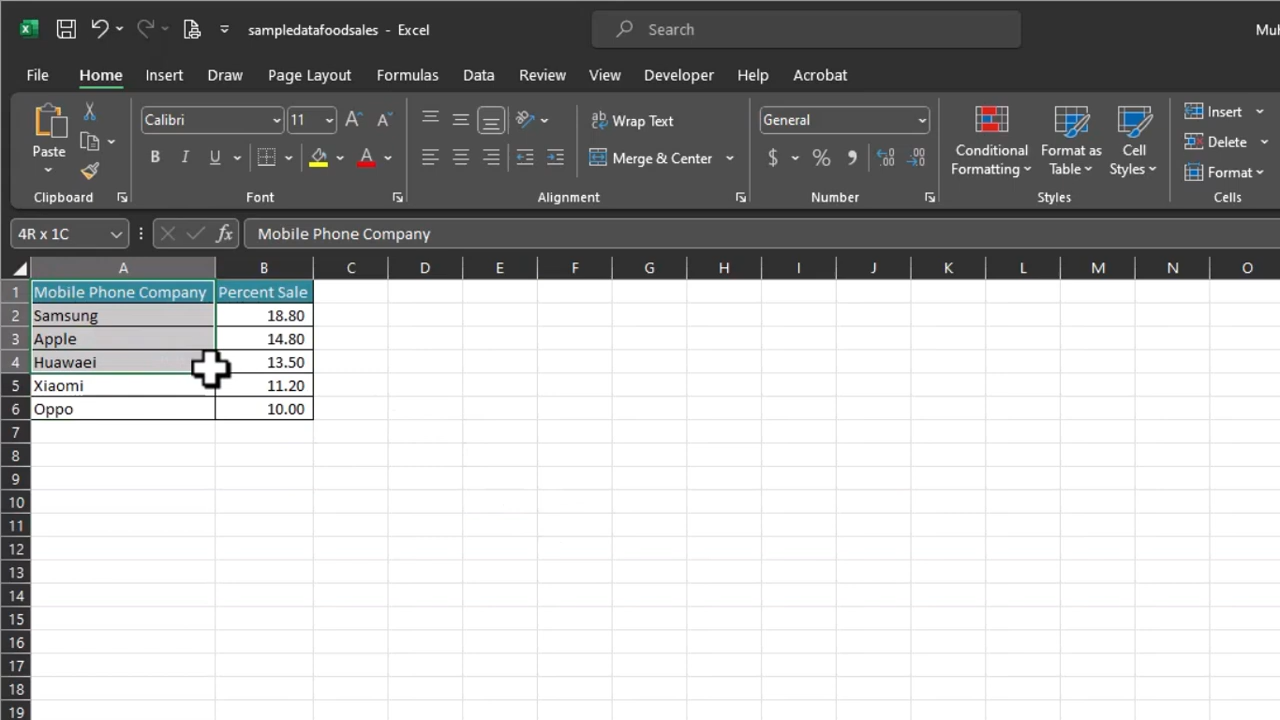 sampledatafoodsales - Excel
Search
Muh
File Home Insert Draw Page Layout Formulas Data Review View Developer Help Acrobat
Calibri 11 Wrap Text General Insert
Paste B I U A Merge & Center $ % Conditional Formatting Format as Table Cell Styles Delete
Format
Clipboard Font Alignment Number Styles Cells
4R x 1C fx Mobile Phone Company
A B C D E F G H I J K L M N O
1 Mobile Phone Company Percent Sale
2 Samsung 18.80
3 Apple 14.80
4 Huawaei 13.50
5 Xiaomi 11.20
6 Oppo 10.00
7
8
9
10
11
12
13
14
15
16
17
18
19